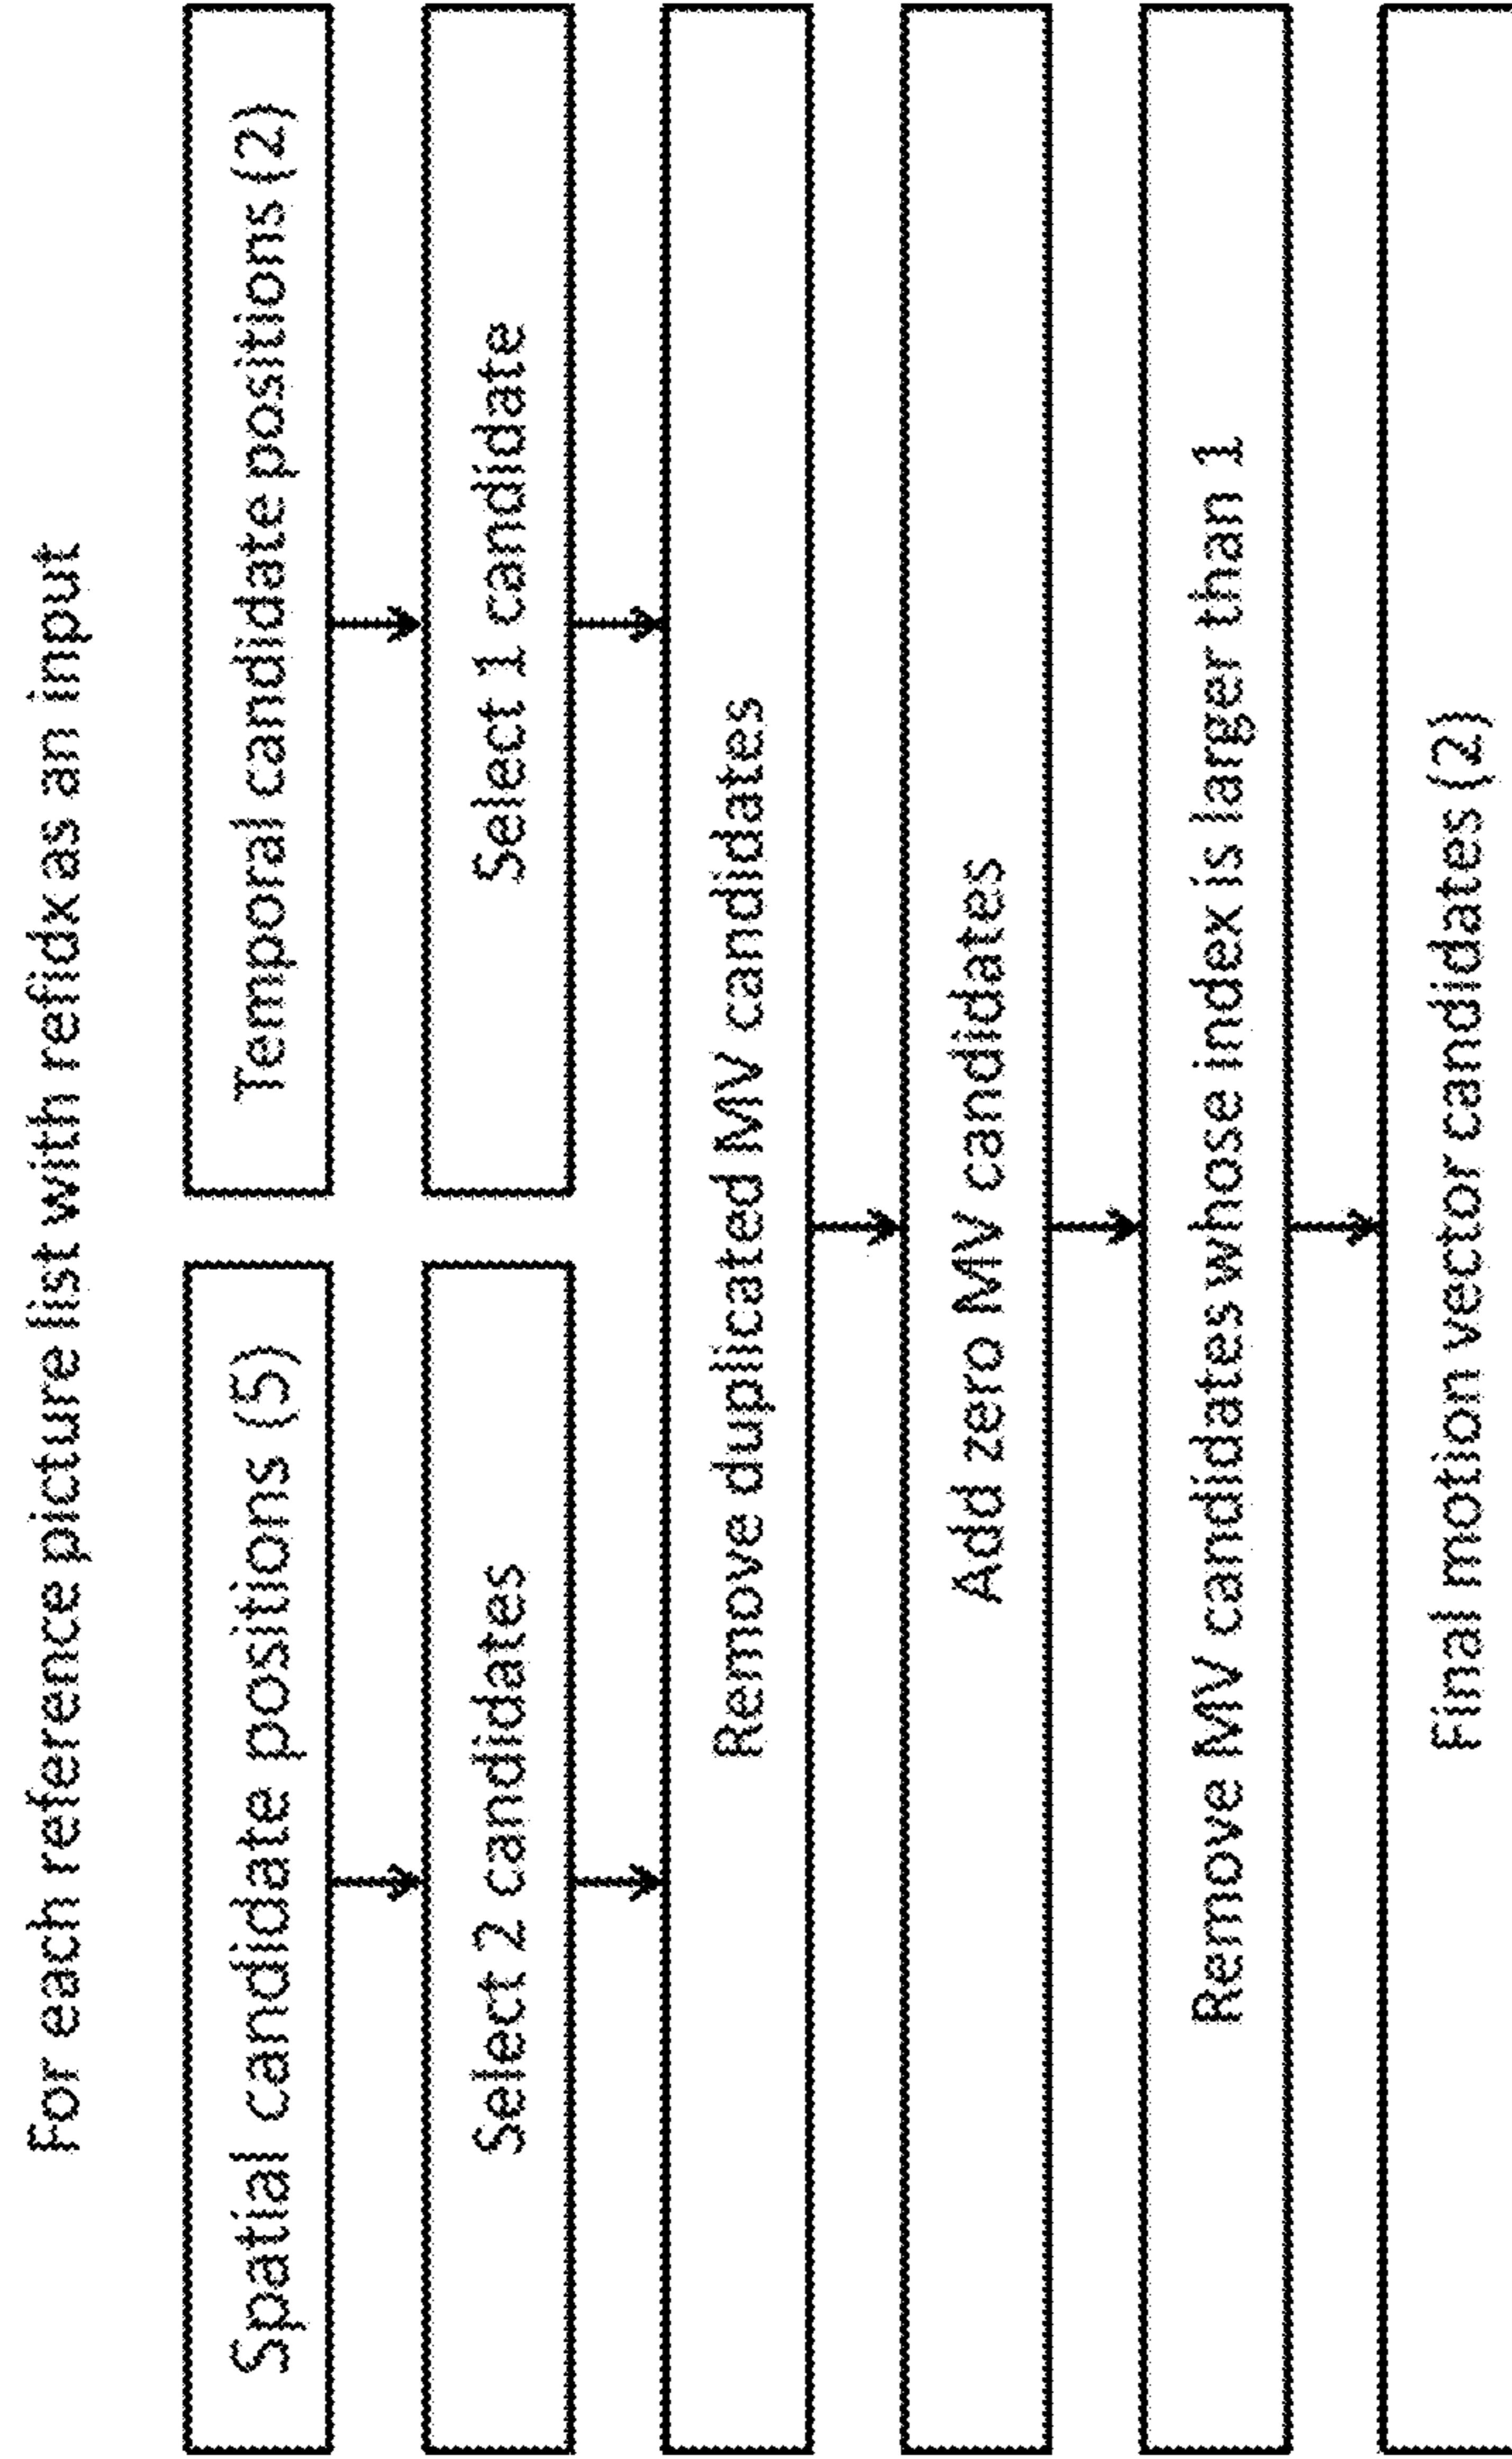 For each reference picture list with refidx as an input
Spatial candidate positions (5)
Temporal candidate positions (2)
Select 2 candidates
Select 1 candidate
Remove duplicated MV candidates
Add zero MV candidates
Remove MV candidates whose index is larger than 1
Final motion vector candidates (2)